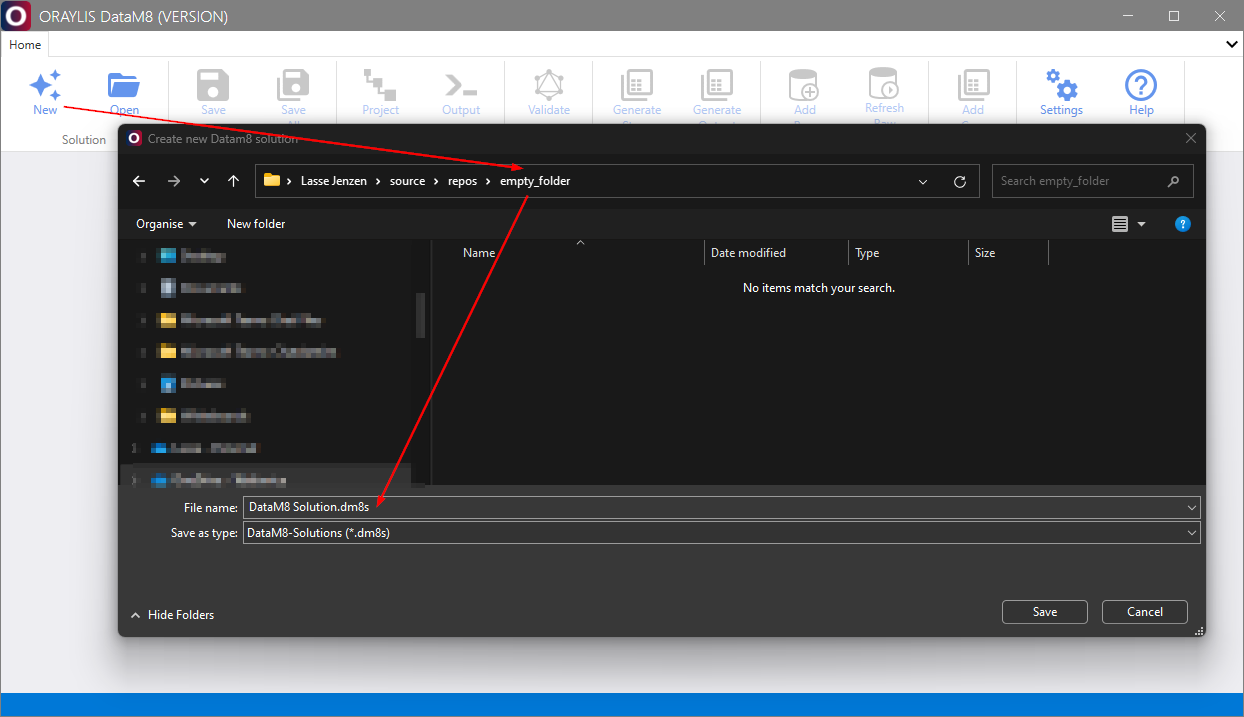 ORAYLIS DataM8 (VERSION)
Home
New
Open
Save
Save
Project
Output
Validate
Generate
Generate
Add
Refresh
Add
Settings
Help
Solution
Create new Datam8 solution
Lasse Jenzen › source › repos › empty_folder
Search empty_folder
Organise
New folder
Name
Date modified
Type
Size
No items match your search.
File name: DataM8 Solution.dm8s
Save as type: DataM8-Solutions (*.dm8s)
Hide Folders
Save
Cancel